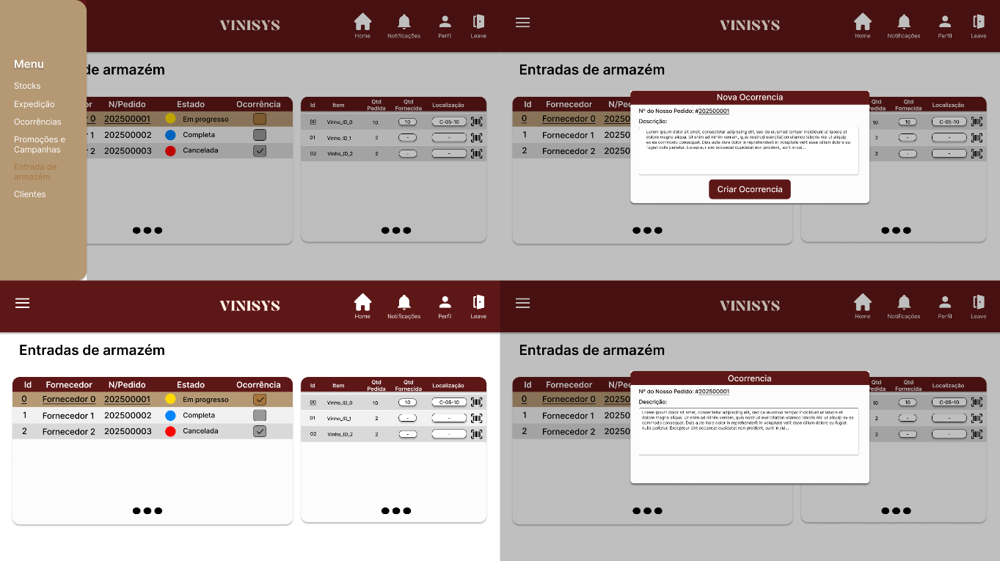 Menu
Stocks
Expedição
Ocorrências
Promoções e
Campanhas
Entrada de
armazém
Clientes
VINISYS
Home Notificações Perfil Leave
de armazém
or N/Pedido Estado Ocorrência
r 0 202500001 Em progresso
r 1 202500002 Completa
r 2 202500003 Cancelada
Id Item Qtd Pedida Qtd Fornecida Localização
00 Vinho_ID_0 10 10 C-05-10
01 Vinho_ID_1 2 - -
02 Vinho_ID_2 2 - -
VINISYS
Home Notificações Perfil Leave
Entradas de armazém
Id Fornecedor N/Pe
0 Fornecedor 0 20250
1 Fornecedor 1 20250
2 Fornecedor 2 20250
Nova Ocorrencia
Nº do Nosso Pedido: #202500001
Descrição:
Lorem ipsum dolor sit amet, consectetur adipiscing elit, sed do eiusmod tempor incididunt ut labore et
dolore magna aliqua. Ut enim ad minim veniam, quis nostrud exercitation ullamco laboris nisi ut aliquip
ex ea commodo consequat. Duis aute irure dolor in reprehenderit in voluptate velit esse cillum dolore eu
fugiat nulla pariatur. Excepteur sint occaecat cupidatat non proident, sunt in cul...
Criar Ocorrencia
Qtd Pedida Qtd Fornecida Localização
10 10 C-05-10
2 - -
2 - -
VINISYS
Home Notificações Perfil Leave
Entradas de armazém
Id Fornecedor N/Pedido Estado Ocorrência
0 Fornecedor 0 202500001 Em progresso
1 Fornecedor 1 202500002 Completa
2 Fornecedor 2 202500003 Cancelada
Id Item Qtd Pedida Qtd Fornecida Localização
00 Vinho_ID_0 10 10 C-05-10
01 Vinho_ID_1 2 - -
02 Vinho_ID_2 2 - -
VINISYS
Home Notificações Perfil Leave
Entradas de armazém
Id Fornecedor N/Pe
0 Fornecedor 0 20250
1 Fornecedor 1 20250
2 Fornecedor 2 20250
Ocorrencia
Nº do Nosso Pedido: #202500001
Descrição:
Lorem ipsum dolor sit amet, consectetur adipiscing elit, sed do eiusmod tempor incididunt ut labore et
dolore magna aliqua. Ut enim ad minim veniam, quis nostrud exercitation ullamco laboris nisi ut aliquip ex ea
commodo consequat. Duis aute irure dolor in reprehenderit in voluptate velit esse cillum dolore eu fugiat
nulla pariatur. Excepteur sint occaecat cupidatat non proident, sunt in cul...
Qtd Pedida Qtd Fornecida Localização
10 10 C-05-10
2 - -
2 - -